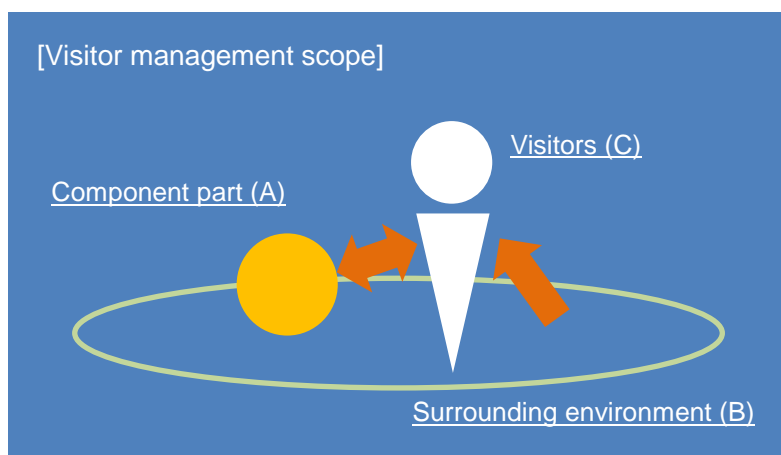 [Visitor management scope]
Visitors (C)
Component part (A)
Surrounding environment (B)